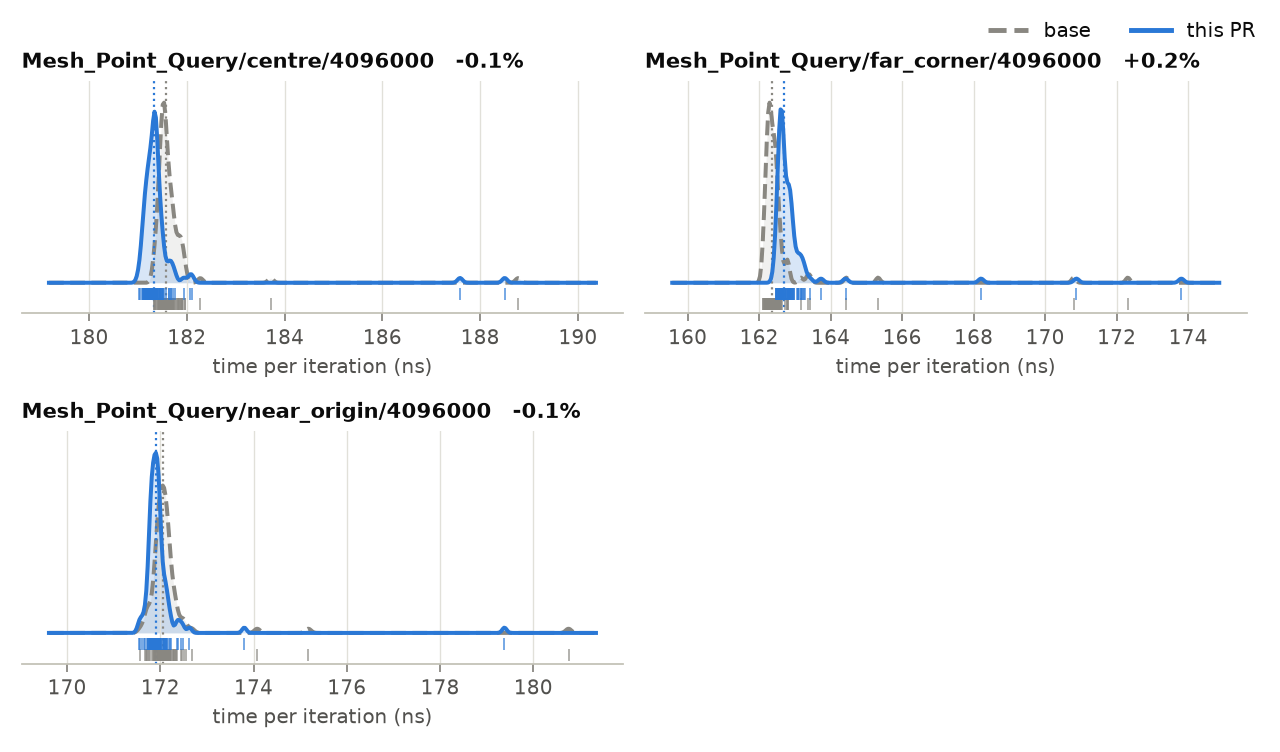 base this PR
Mesh_Point_Query/centre/4096000 -0.1%
180 182 184 186 188 190
time per iteration (ns)
Mesh_Point_Query/far_corner/4096000 +0.2%
160 162 164 166 168 170 172 174
time per iteration (ns)
Mesh_Point_Query/near_origin/4096000 -0.1%
170 172 174 176 178 180
time per iteration (ns)